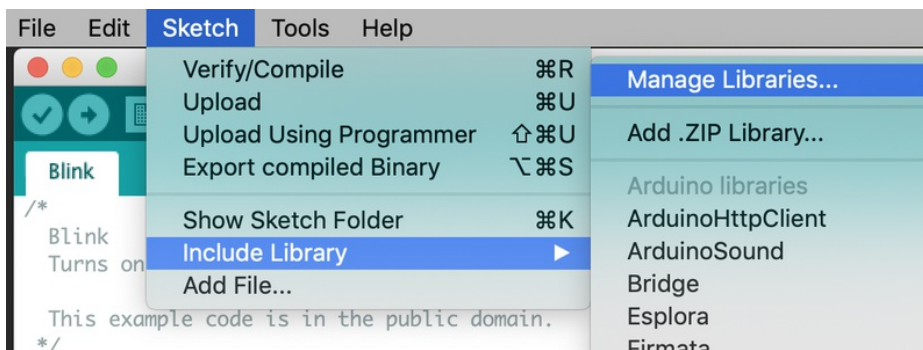 File Edit Sketch Tools Help
Verify/Compile ⌘R
Upload ⌘U
Upload Using Programmer ⇧⌘U
Export compiled Binary ⌥⌘S
Show Sketch Folder ⌘K
Include Library ▶
Add File...
Manage Libraries...
Add .ZIP Library...
Arduino libraries
ArduinoHttpClient
ArduinoSound
Bridge
Esplora
Firmata
Blink
/*
Blink
Turns on
This example code is in the public domain.
*/